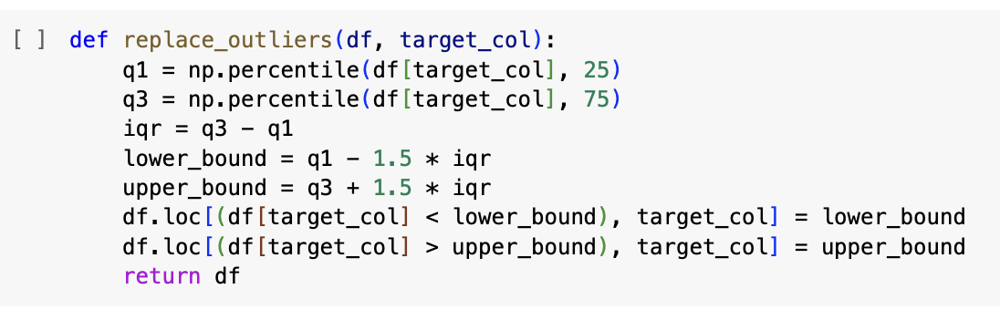 [ ] def replace_outliers(df, target_col):
    q1 = np.percentile(df[target_col], 25)
    q3 = np.percentile(df[target_col], 75)
    iqr = q3 - q1
    lower_bound = q1 - 1.5 * iqr
    upper_bound = q3 + 1.5 * iqr
    df.loc[(df[target_col] < lower_bound), target_col] = lower_bound
    df.loc[(df[target_col] > upper_bound), target_col] = upper_bound
    return df